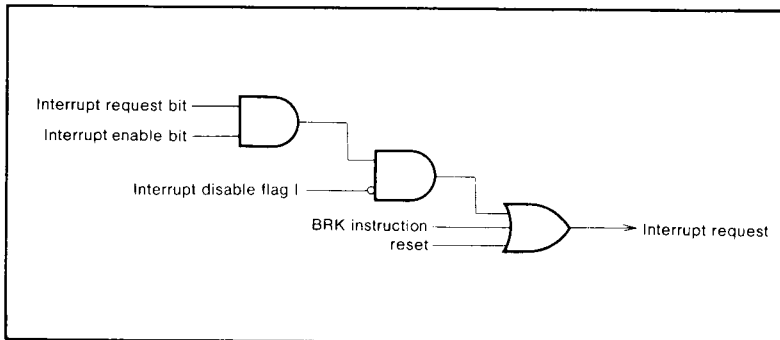 Interrupt request bit
Interrupt enable bit
Interrupt disable flag I
BRK instruction
reset
Interrupt request